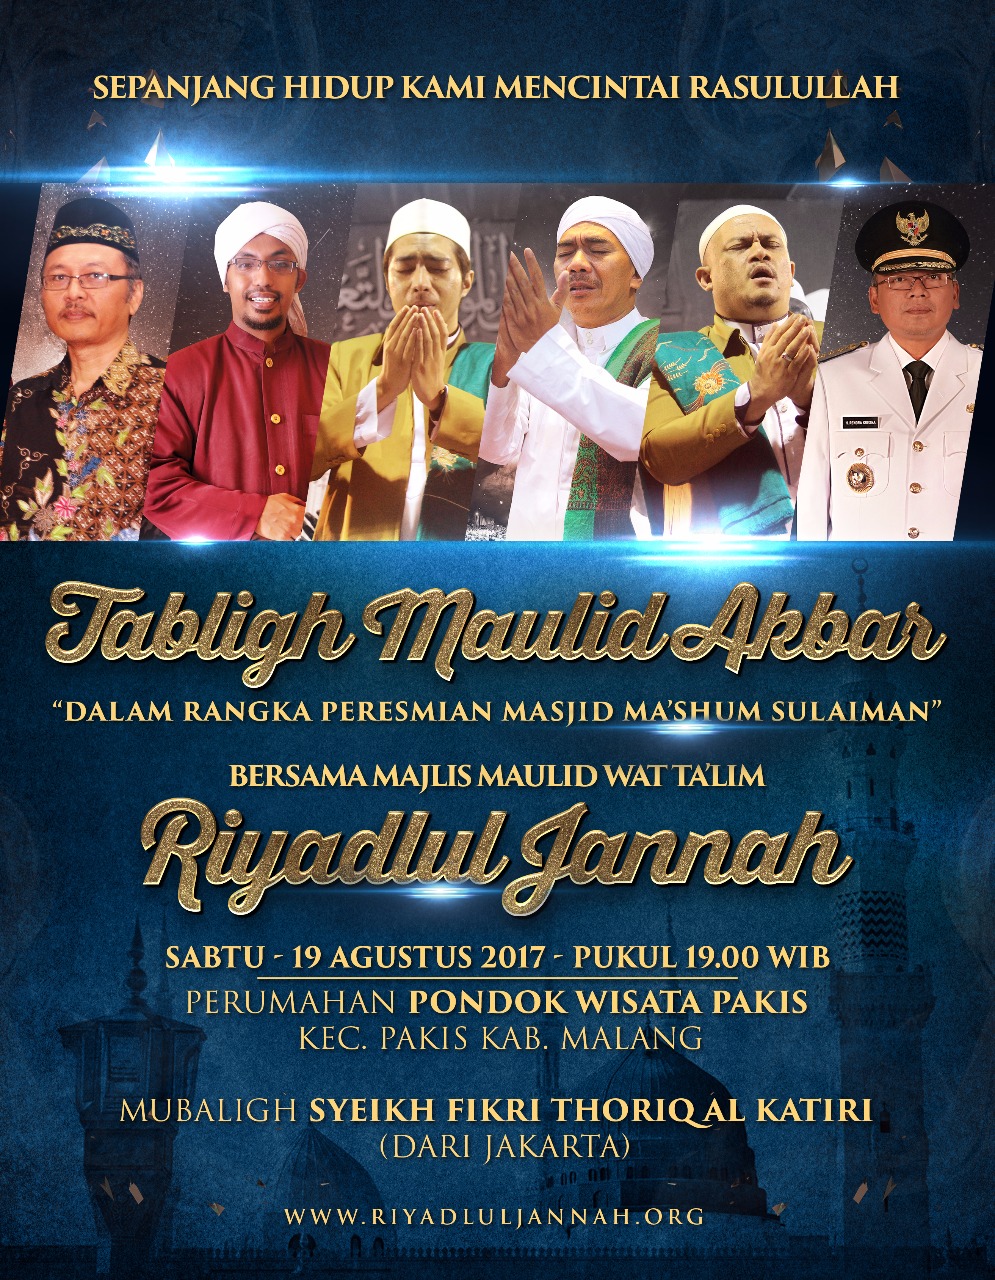 SEPANJANG HIDUP KAMI MENCINTAI RASULULLAH
Tabligh Maulid Akbar
“DALAM RANGKA PERESMIAN MASJID MA’SHUM SULAIMAN”
BERSAMA MAJLIS MAULID WAT TA’LIM
Riyadlul Jannah
SABTU - 19 AGUSTUS 2017 - PUKUL 19.00 WIB
PERUMAHAN PONDOK WISATA PAKIS
KEC. PAKIS KAB. MALANG
MUBALIGH SYEIKH FIKRI THORIQ AL KATIRI
(DARI JAKARTA)
WWW.RIYADLULJANNAH.ORG